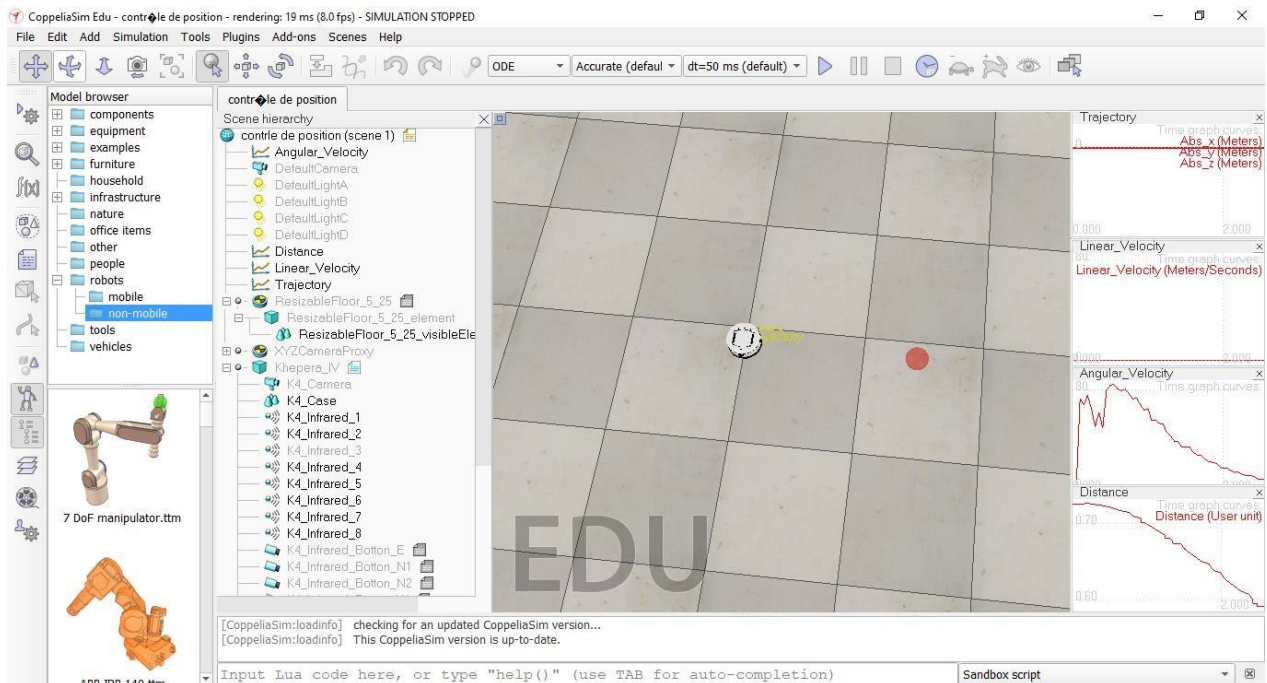 CoppeliaSim Edu - contr�le de position - rendering: 19 ms (8.0 fps) - SIMULATION STOPPED
File Edit Add Simulation Tools Plugins Add-ons Scenes Help
ODE Accurate (defaul dt=50 ms (default)
Model browser
components
equipment
examples
furniture
household
infrastructure
nature
office items
other
people
robots
mobile
non-mobile
tools
vehicles
7 DoF manipulator.ttm
contr�le de position
Scene hierarchy
contrle de position (scene 1)
Angular_Velocity
DefaultCamera
DefaultLightA
DefaultLightB
DefaultLightC
DefaultLightD
Distance
Linear_Velocity
Trajectory
ResizableFloor_5_25
ResizableFloor_5_25_element
ResizableFloor_5_25_visibleEle
XYZCameraProxy
Khepera_IV
K4_Camera
K4_Case
K4_Infrared_1
K4_Infrared_2
K4_Infrared_3
K4_Infrared_4
K4_Infrared_5
K4_Infrared_6
K4_Infrared_7
K4_Infrared_8
K4_Infrared_Botton_E
K4_Infrared_Botton_N1
K4_Infrared_Botton_N2
EDU
Trajectory
Time graph curves
Abs_x (Meters)
Abs_y (Meters)
Abs_z (Meters)
0
0.000 2.000
Linear_Velocity
Time graph curves
Linear_Velocity (Meters/Seconds)
2.000
Angular_Velocity
80 Time graph curves
Distance
Time graph curves
0.70 Distance (User unit)
0.60
2.000
[CoppeliaSim:loadinfo] checking for an updated CoppeliaSim version...
[CoppeliaSim:loadinfo] This CoppeliaSim version is up-to-date.
Input Lua code here, or type "help()" (use TAB for auto-completion)
Sandbox script